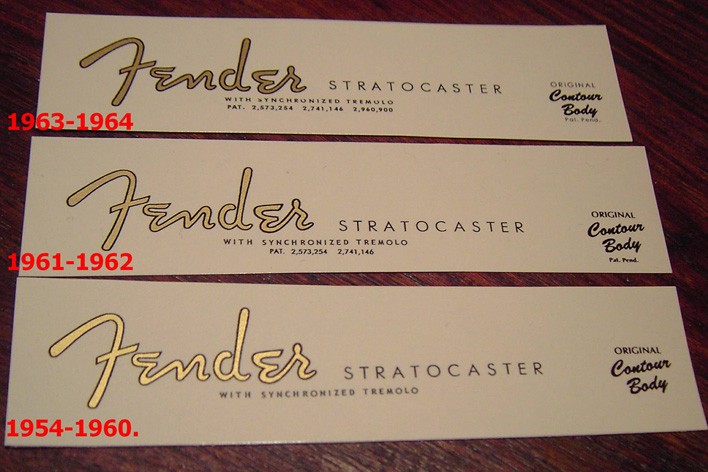 Fender STRATOCASTER
WITH SYNCHRONIZED TREMOLO
PAT. 2,573,254 2,741,146 2,960,900
ORIGINAL
Contour
Body
Pat. Pend.
1963-1964
Fender STRATOCASTER
WITH SYNCHRONIZED TREMOLO
PAT. 2,573,254 2,741,146
ORIGINAL
Contour
Body
Pat. Pend.
1961-1962
Fender STRATOCASTER
WITH SYNCHRONIZED TREMOLO
ORIGINAL
Contour
Body
1954-1960.